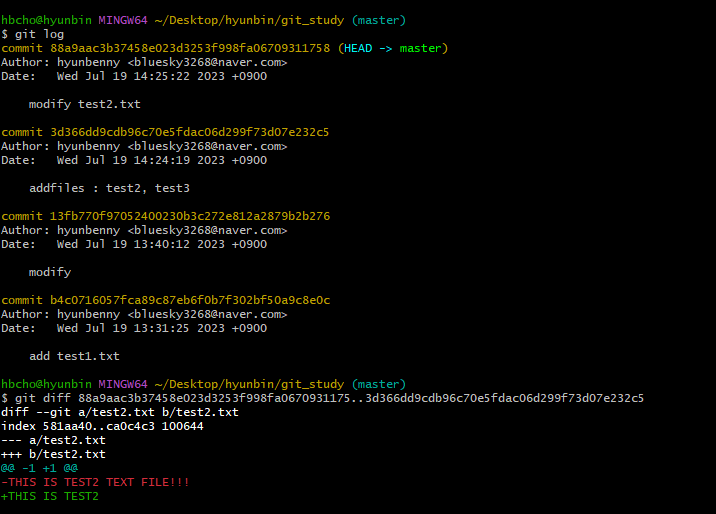 hbcho@hyunbin MINGW64 ~/Desktop/hyunbin/git_study (master)
$ git log
commit 88a9aac3b37458e023d3253f998fa06709311758 (HEAD -> master)
Author: hyunbenny <bluesky3268@naver.com>
Date:   Wed Jul 19 14:25:22 2023 +0900
    modify test2.txt
commit 3d366dd9cdb96c70e5fdac06d299f73d07e232c5
Author: hyunbenny <bluesky3268@naver.com>
Date:   Wed Jul 19 14:24:19 2023 +0900
    addfiles : test2, test3
commit 13fb770f97052400230b3c272e812a2879b2b276
Author: hyunbenny <bluesky3268@naver.com>
Date:   Wed Jul 19 13:40:12 2023 +0900
    modify
commit b4c0716057fca89c87eb6f0b7f302bf50a9c8e0c
Author: hyunbenny <bluesky3268@naver.com>
Date:   Wed Jul 19 13:31:25 2023 +0900
    add test1.txt
hbcho@hyunbin MINGW64 ~/Desktop/hyunbin/git_study (master)
$ git diff 88a9aac3b37458e023d3253f998fa0670931175..3d366dd9cdb96c70e5fdac06d299f73d07e232c5
diff --git a/test2.txt b/test2.txt
index 581aa40..ca0c4c3 100644
--- a/test2.txt
+++ b/test2.txt
@@ -1 +1 @@
-THIS IS TEST2 TEXT FILE!!!
+THIS IS TEST2